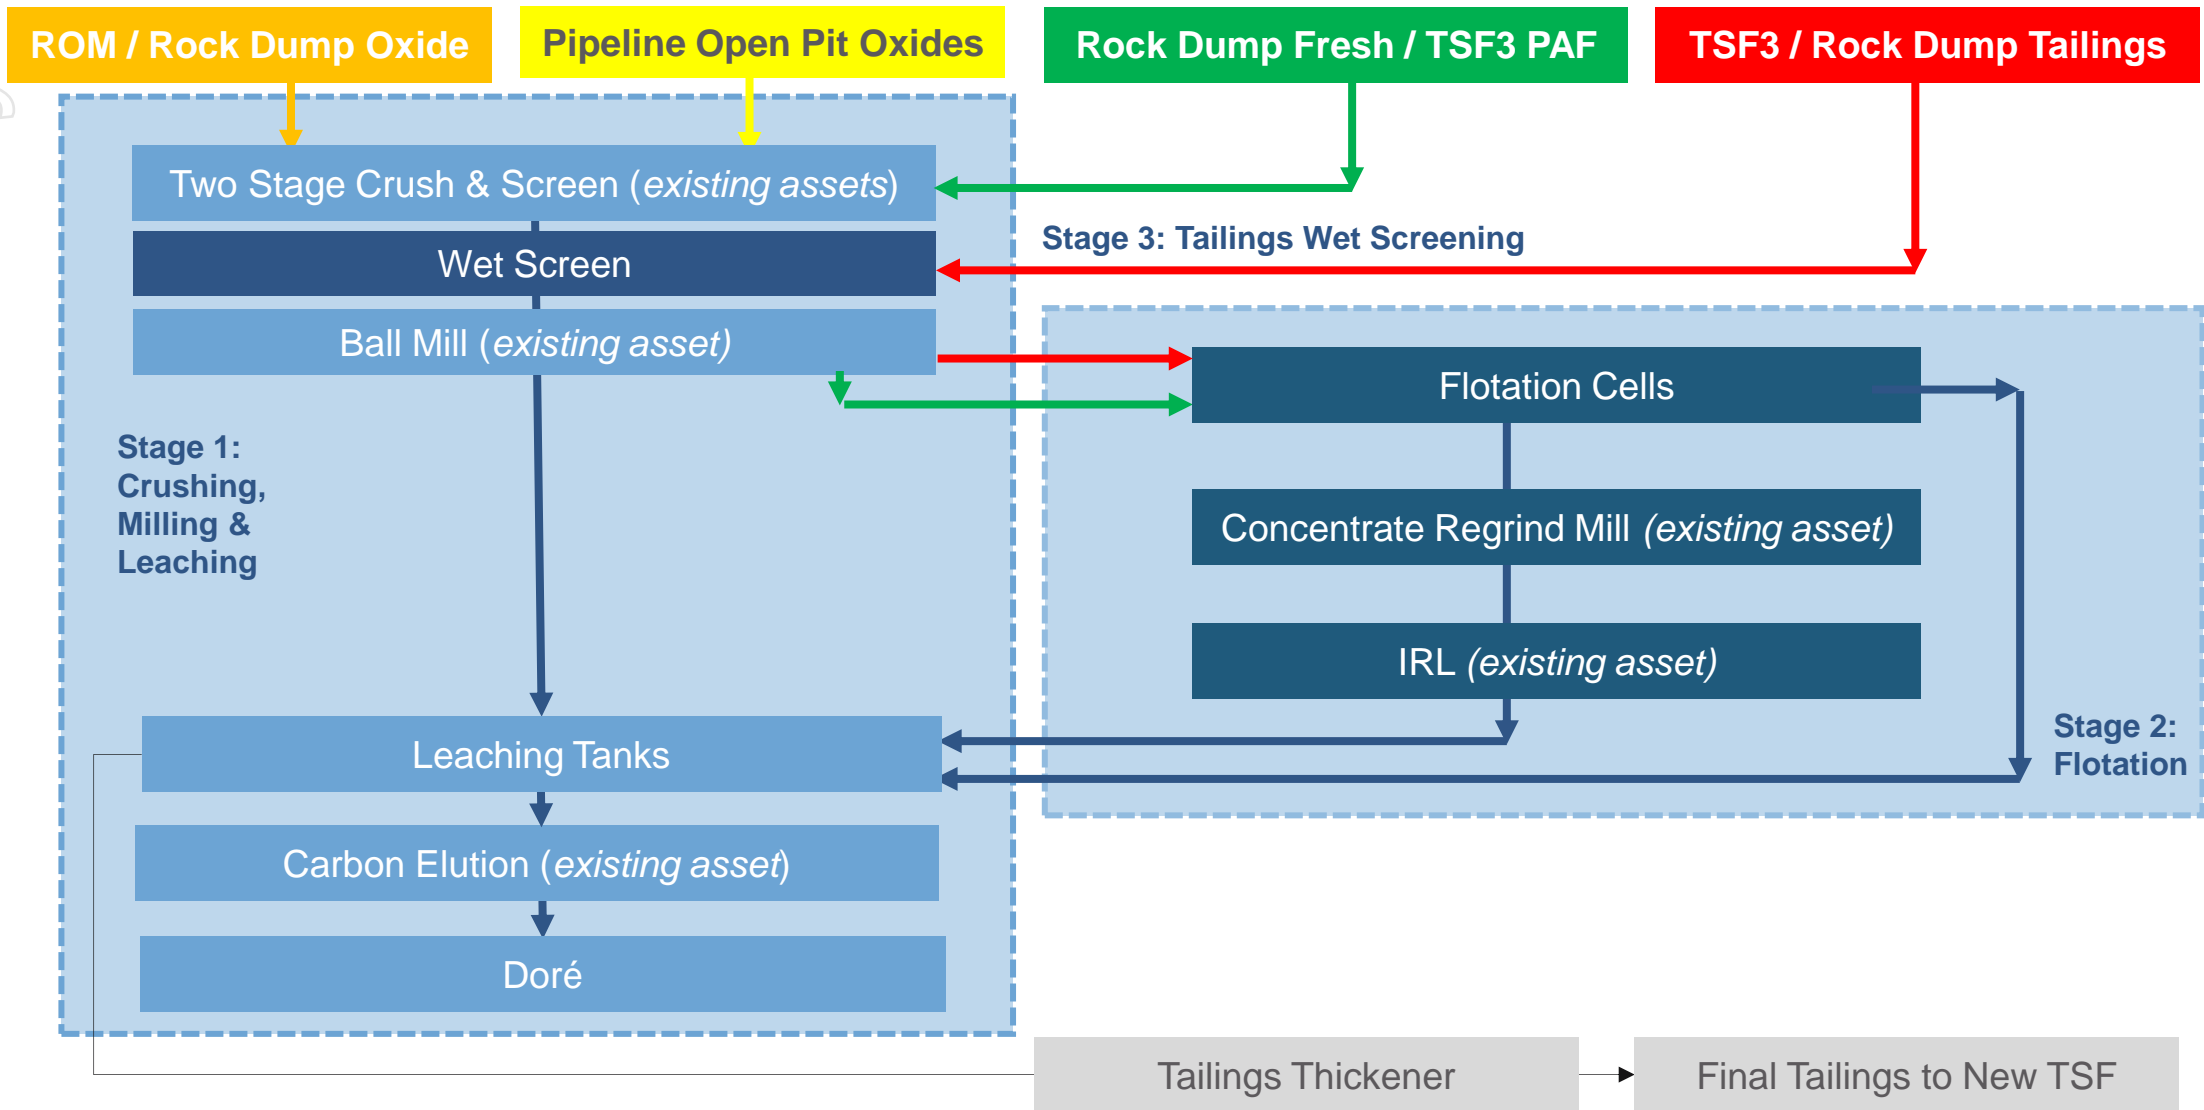 ROM / Rock Dump Oxide
Pipeline Open Pit Oxides
Rock Dump Fresh / TSF3 PAF
TSF3 / Rock Dump Tailings
Two Stage Crush & Screen (existing assets)
Stage 3: Tailings Wet Screening
Wet Screen
Ball Mill (existing asset)
Flotation Cells
Stage 1:
Crushing,
Milling &
Leaching
Concentrate Regrind Mill (existing asset)
IRL (existing asset)
Stage 2:
Flotation
Leaching Tanks
Carbon Elution (existing asset)
Doré
Tailings Thickener
Final Tailings to New TSF